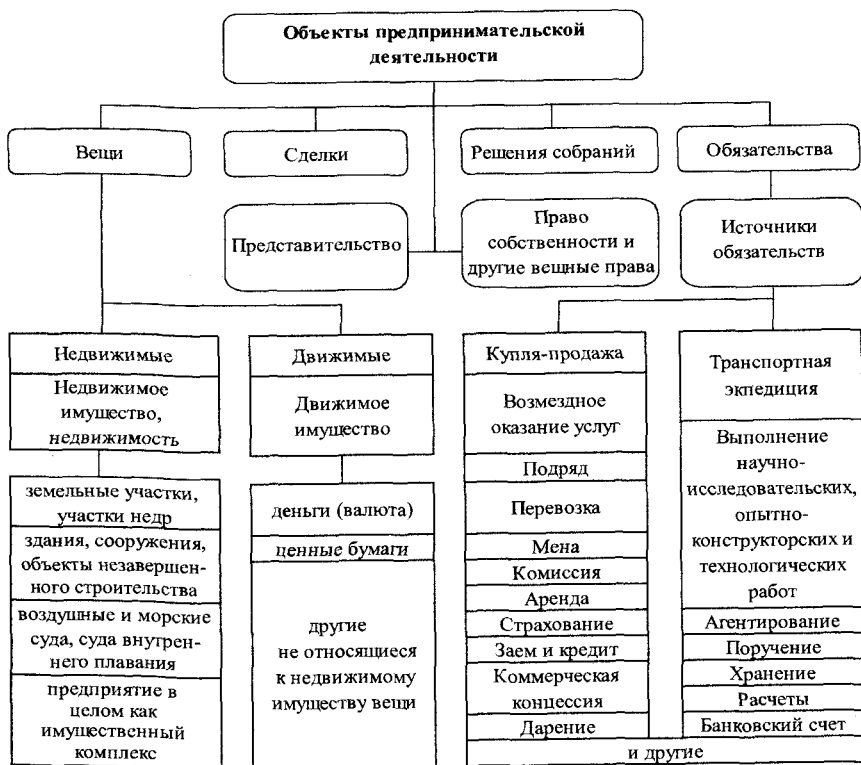 Объекты предпринимательской
деятельности
Вещи
Сделки
Решения собраний
Обязательства
Представительство
Право
собственности и
другие вещные права
Источники
обязательств
Недвижимые
Недвижимое
имущество,
недвижимость
земельные участки,
участки недр
здания, сооружения,
объекты незавершен-
ного строительства
воздушные и морские
суда, суда внутрен-
него плавания
предприятие в
целом как
имущественный
комплекс
Движимые
Движимое
имущество
деньги (валюта)
ценные бумаги
другие
не относящиеся
к недвижимому
имуществу вещи
Купля-продажа
Возмездное
оказание услуг
Подряд
Перевозка
Мена
Комиссия
Аренда
Страхование
Заем и кредит
Коммерческая
концессия
Дарение
Транспортная
экпедиция
Выполнение
научно-
исследовательских,
опытно-
конструкторских и
технологических
работ
Агентирование
Поручение
Хранение
Расчеты
Банковский счет
и другие